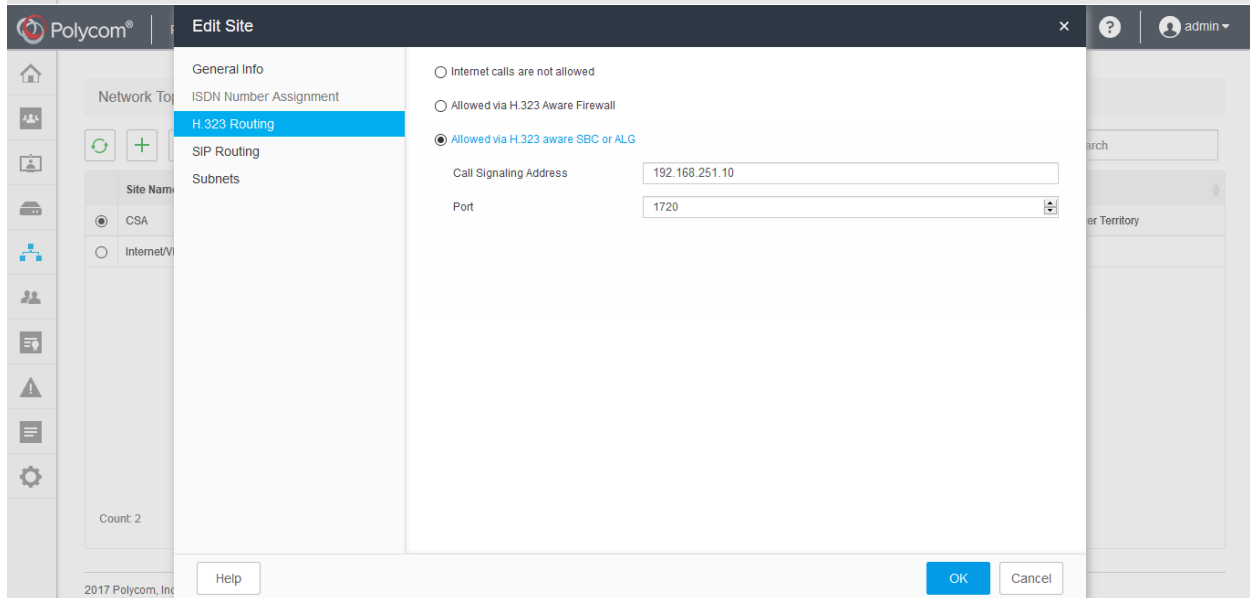 Polycom®
Edit Site
×
?
admin
General Info
ISDN Number Assignment
H.323 Routing
SIP Routing
Subnets
Internet calls are not allowed
Allowed via H.323 Aware Firewall
Allowed via H.323 aware SBC or ALG
Call Signaling Address
192.168.251.10
Port
1720
Network Top
arch
Site Name
CSA
er Territory
Internet/V
Count: 2
2017 Polycom, Inc
Help
OK
Cancel